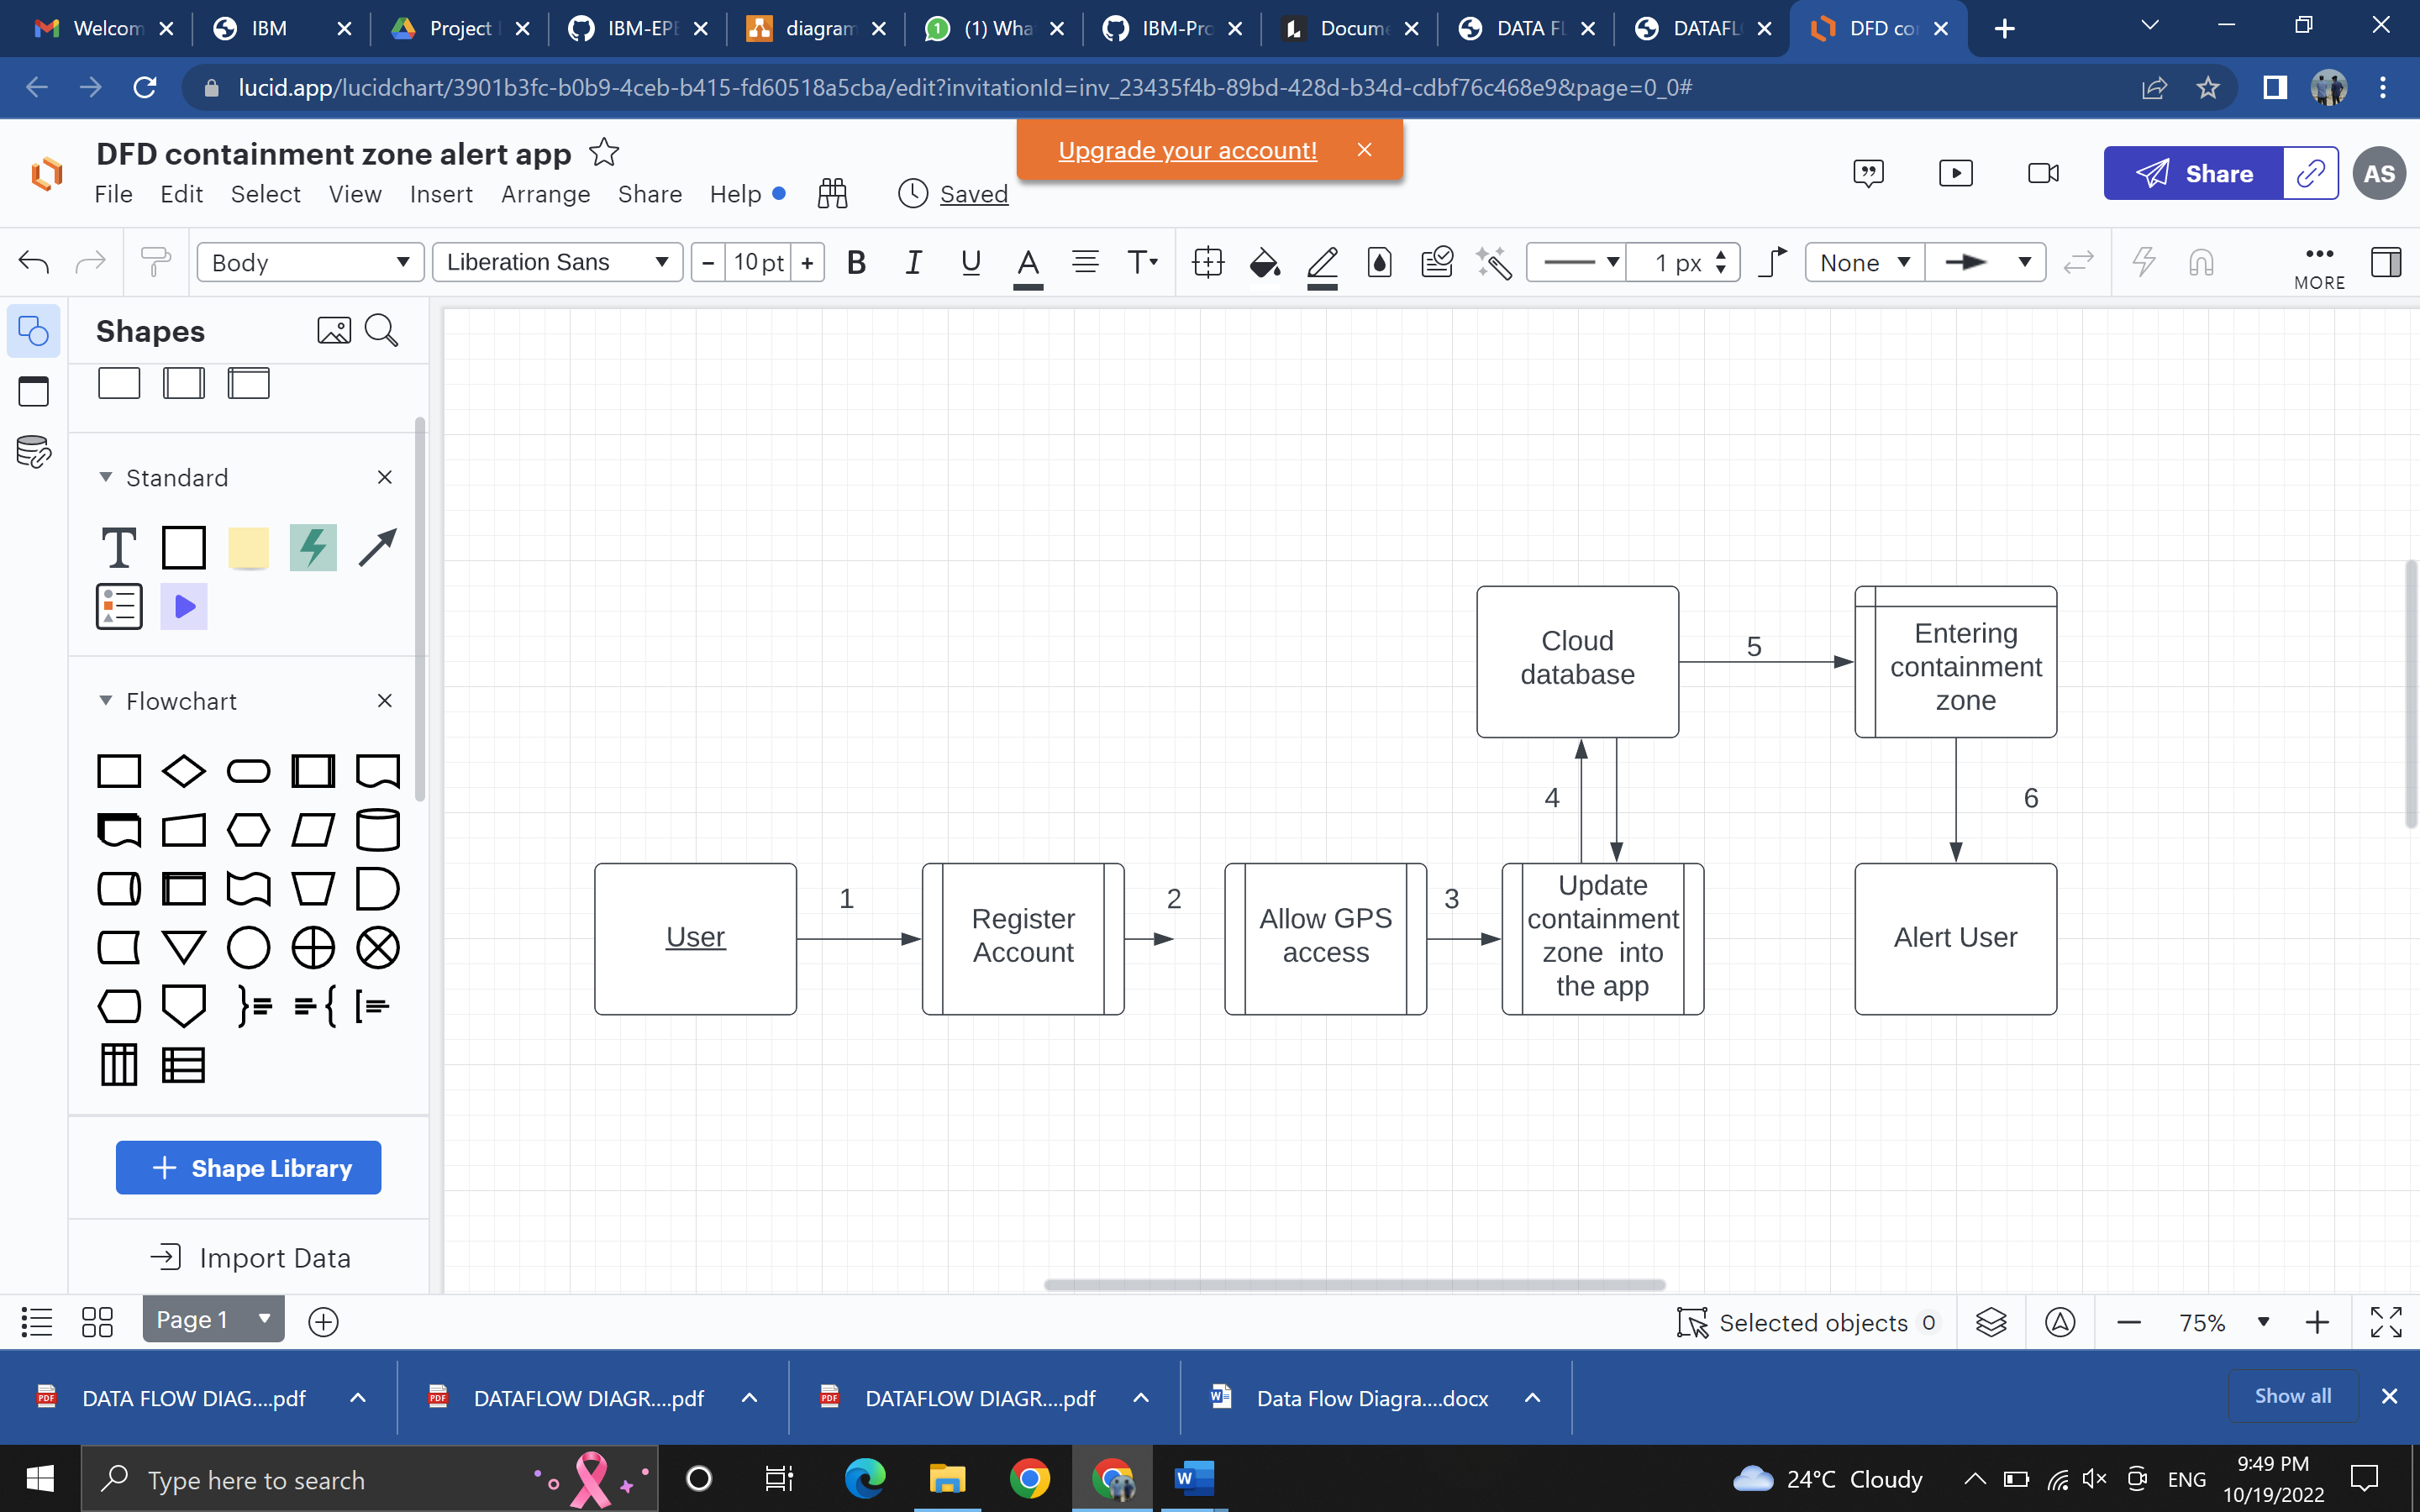 Welcom
IBM
Project
IBM-EPB
diagram
(1) Wha
IBM-Pro
Docume
DATA FL
DATAFLO
DFD co
lucid.app/lucidchart/3901b3fc-b0b9-4ceb-b415-fd60518a5cba/edit?invitationId=inv_23435f4b-89bd-428d-b34d-cdbf76c468e9&page=0_0#
DFD containment zone alert app
Upgrade your account!
File Edit Select View Insert Arrange Share Help
Saved
Share
AS
Body
Liberation Sans
10 pt
B I U A T
1 px
None
MORE
Shapes
Standard
T
Flowchart
Shape Library
Import Data
Cloud
database
5
Entering
containment
zone
4
6
User
1
Register
Account
2
Allow GPS
access
3
Update
containment
zone into
the app
Alert User
Page 1
Selected objects 0
75%
DATA FLOW DIAG....pdf
DATAFLOW DIAGR....pdf
DATAFLOW DIAGR....pdf
Data Flow Diagra....docx
Show all
Type here to search
24°C Cloudy
ENG
9:49 PM
10/19/2022